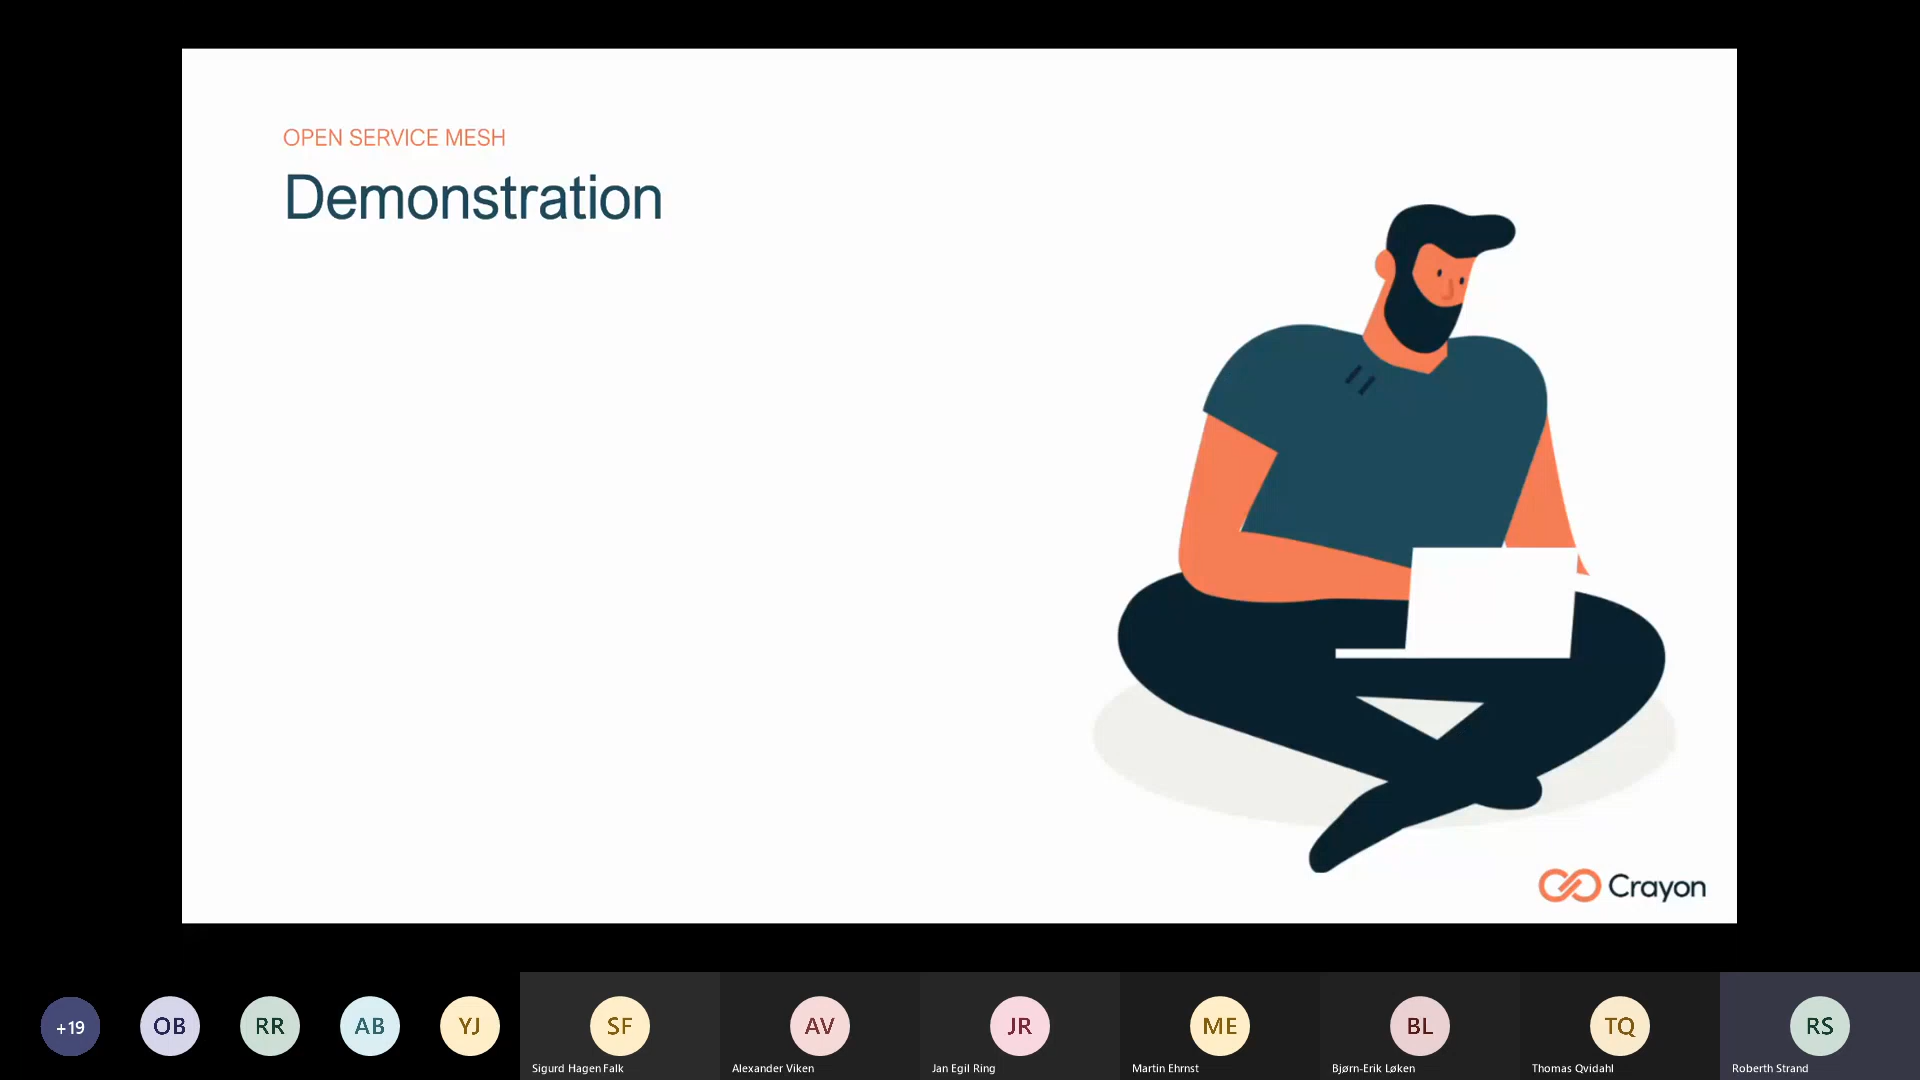 OPEN SERVICE MESH
Demonstration
Crayon
+19
OB
RR
AB
YJ
SF
Sigurd Hagen Falk
AV
Alexander Viken
JR
Jan Egil Ring
ME
Martin Ehrnst
BL
Bjørn-Erik Løken
TQ
Thomas Qvidahl
RS
Roberth Strand